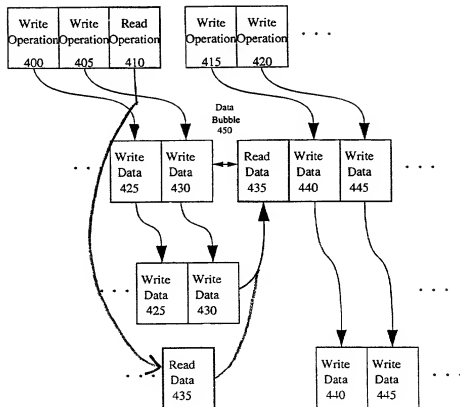 Write Operation 400
Write Operation 405
Read Operation 410
Write Operation 415
Write Operation 420
Data Bubble 450
Write Data 425
Write Data 430
Read Data 435
Write Data 440
Write Data 445
Write Data 425
Write Data 430
Read Data 435
Write Data 440
Write Data 445